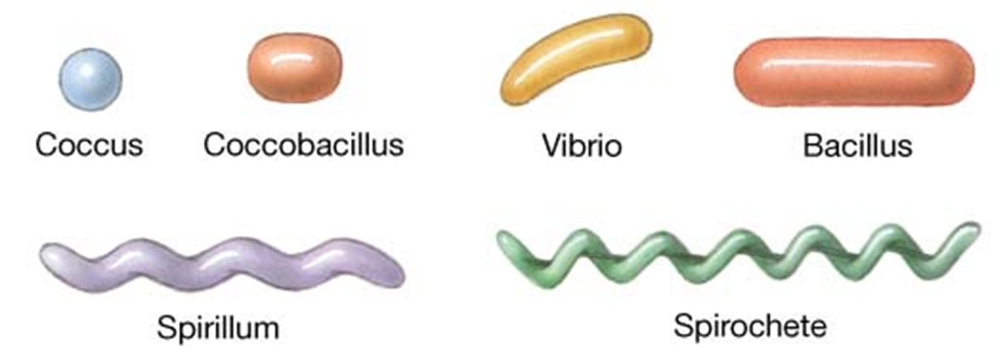 Coccus
Coccobacillus
Vibrio
Bacillus
Spirillum
Spirochete